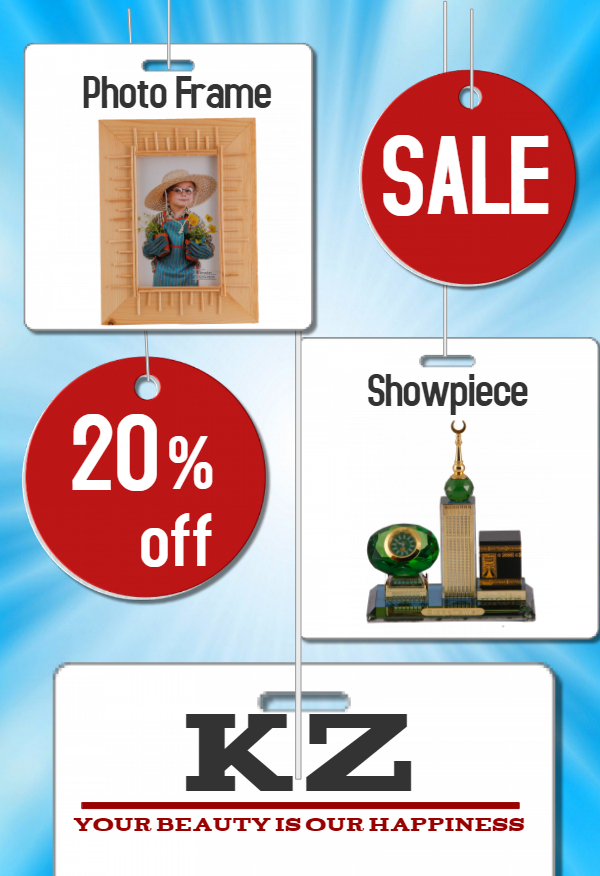 Photo Frame
SALE
20%
off
Showpiece
KZ
YOUR BEAUTY IS OUR HAPPINESS